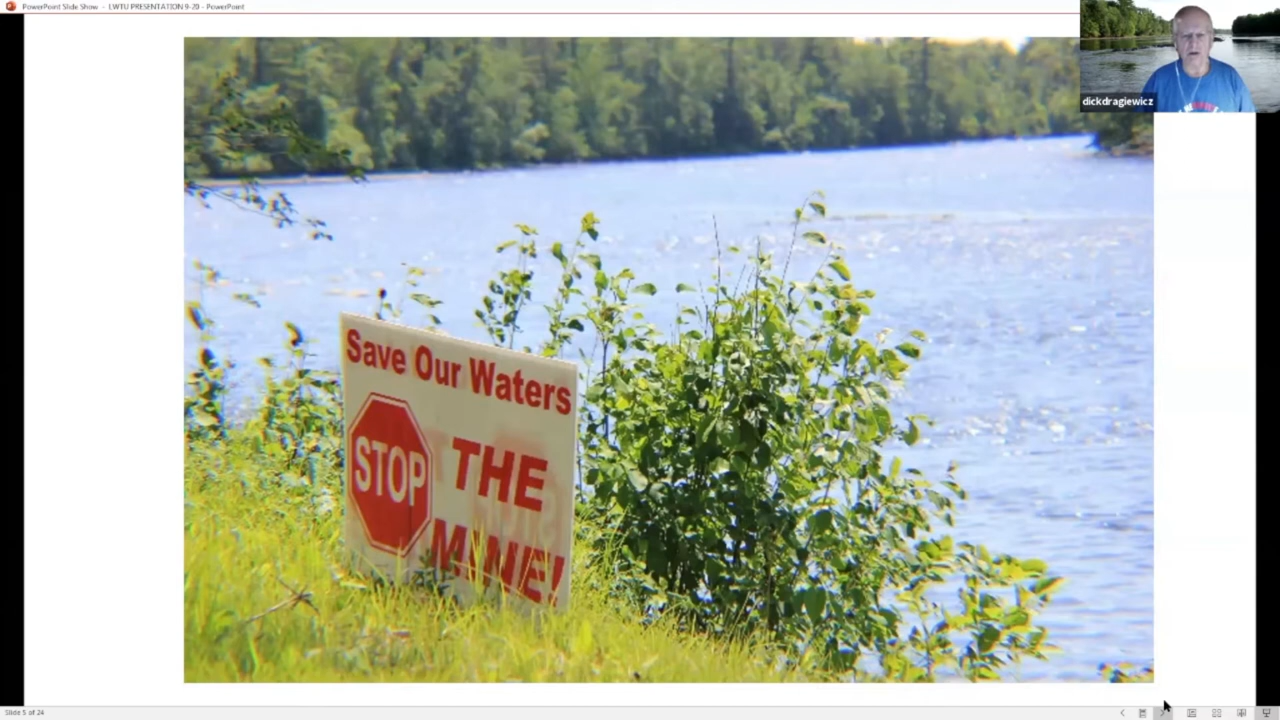 PowerPoint Slide Show - LWTU PRESENTATION 9-20 - PowerPoint
dickdragiewicz
Save Our Waters
STOP
THE
MINE!
Slide 5 of 24